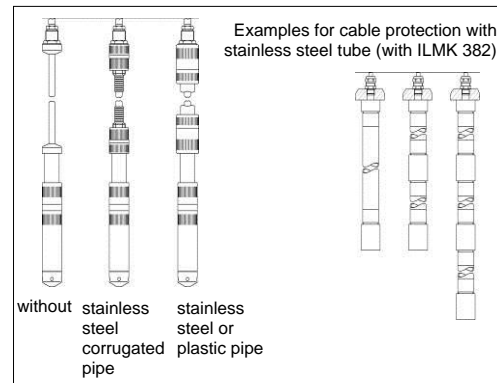 Examples for cable protection with
stainless steel tube (with ILMK 382)
without
stainless
steel
corrugated
pipe
stainless
steel or
plastic pipe